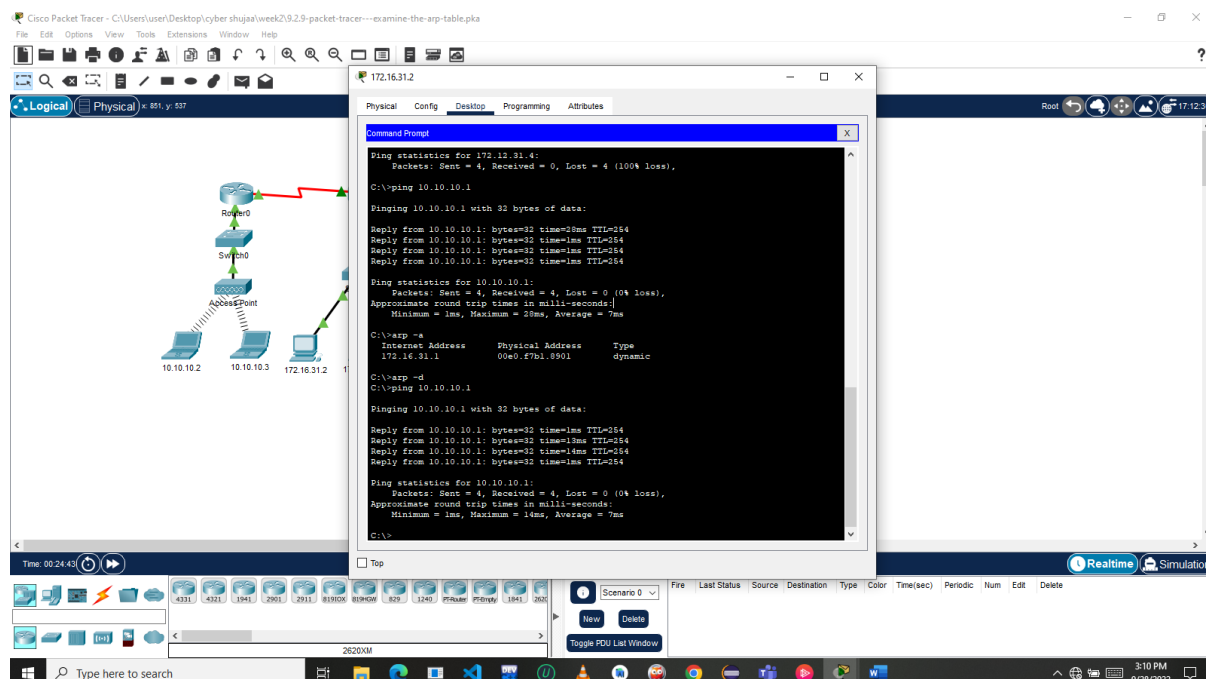 Cisco Packet Tracer - C:\Users\user\Desktop\cyber shujaa\week2\9.2.9-packet-tracer---examine-the-arp-table.pka
File Edit Options View Tools Extensions Window Help
?
Logical Physical x: 851, y: 537
Root 17:12:3
172.16.31.2
Physical Config Desktop Programming Attributes
Command Prompt X
Ping statistics for 172.12.31.4:
Packets: Sent = 4, Received = 0, Lost = 4 (100% loss),
C:\>ping 10.10.10.1
Pinging 10.10.10.1 with 32 bytes of data:
Reply from 10.10.10.1: bytes=32 time=28ms TTL=254
Reply from 10.10.10.1: bytes=32 time=1ms TTL=254
Reply from 10.10.10.1: bytes=32 time=1ms TTL=254
Reply from 10.10.10.1: bytes=32 time=1ms TTL=254
Ping statistics for 10.10.10.1:
Packets: Sent = 4, Received = 4, Lost = 0 (0% loss),
Approximate round trip times in milli-seconds:
Minimum = 1ms, Maximum = 28ms, Average = 7ms
C:\>arp -a
Internet Address Physical Address Type
172.16.31.1 00e0.f7b1.8901 dynamic
C:\>arp -d
C:\>ping 10.10.10.1
Pinging 10.10.10.1 with 32 bytes of data:
Reply from 10.10.10.1: bytes=32 time=1ms TTL=254
Reply from 10.10.10.1: bytes=32 time=13ms TTL=254
Reply from 10.10.10.1: bytes=32 time=14ms TTL=254
Reply from 10.10.10.1: bytes=32 time=1ms TTL=254
Ping statistics for 10.10.10.1:
Packets: Sent = 4, Received = 4, Lost = 0 (0% loss),
Approximate round trip times in milli-seconds:
Minimum = 1ms, Maximum = 14ms, Average = 7ms
C:\>
Top
Router0
Switch0
Access Point
10.10.10.2
10.10.10.3
172.16.31.2
Time: 00:24:43
Realtime Simulation
4331 4321 1941 2901 2911 819IOX 819HGW 829 1240 PT-Router PT-Empty 1841 262
2620XM
Scenario 0
New Delete
Toggle PDU List Window
Fire Last Status Source Destination Type Color Time(sec) Periodic Num Edit Delete
Type here to search
3:10 PM